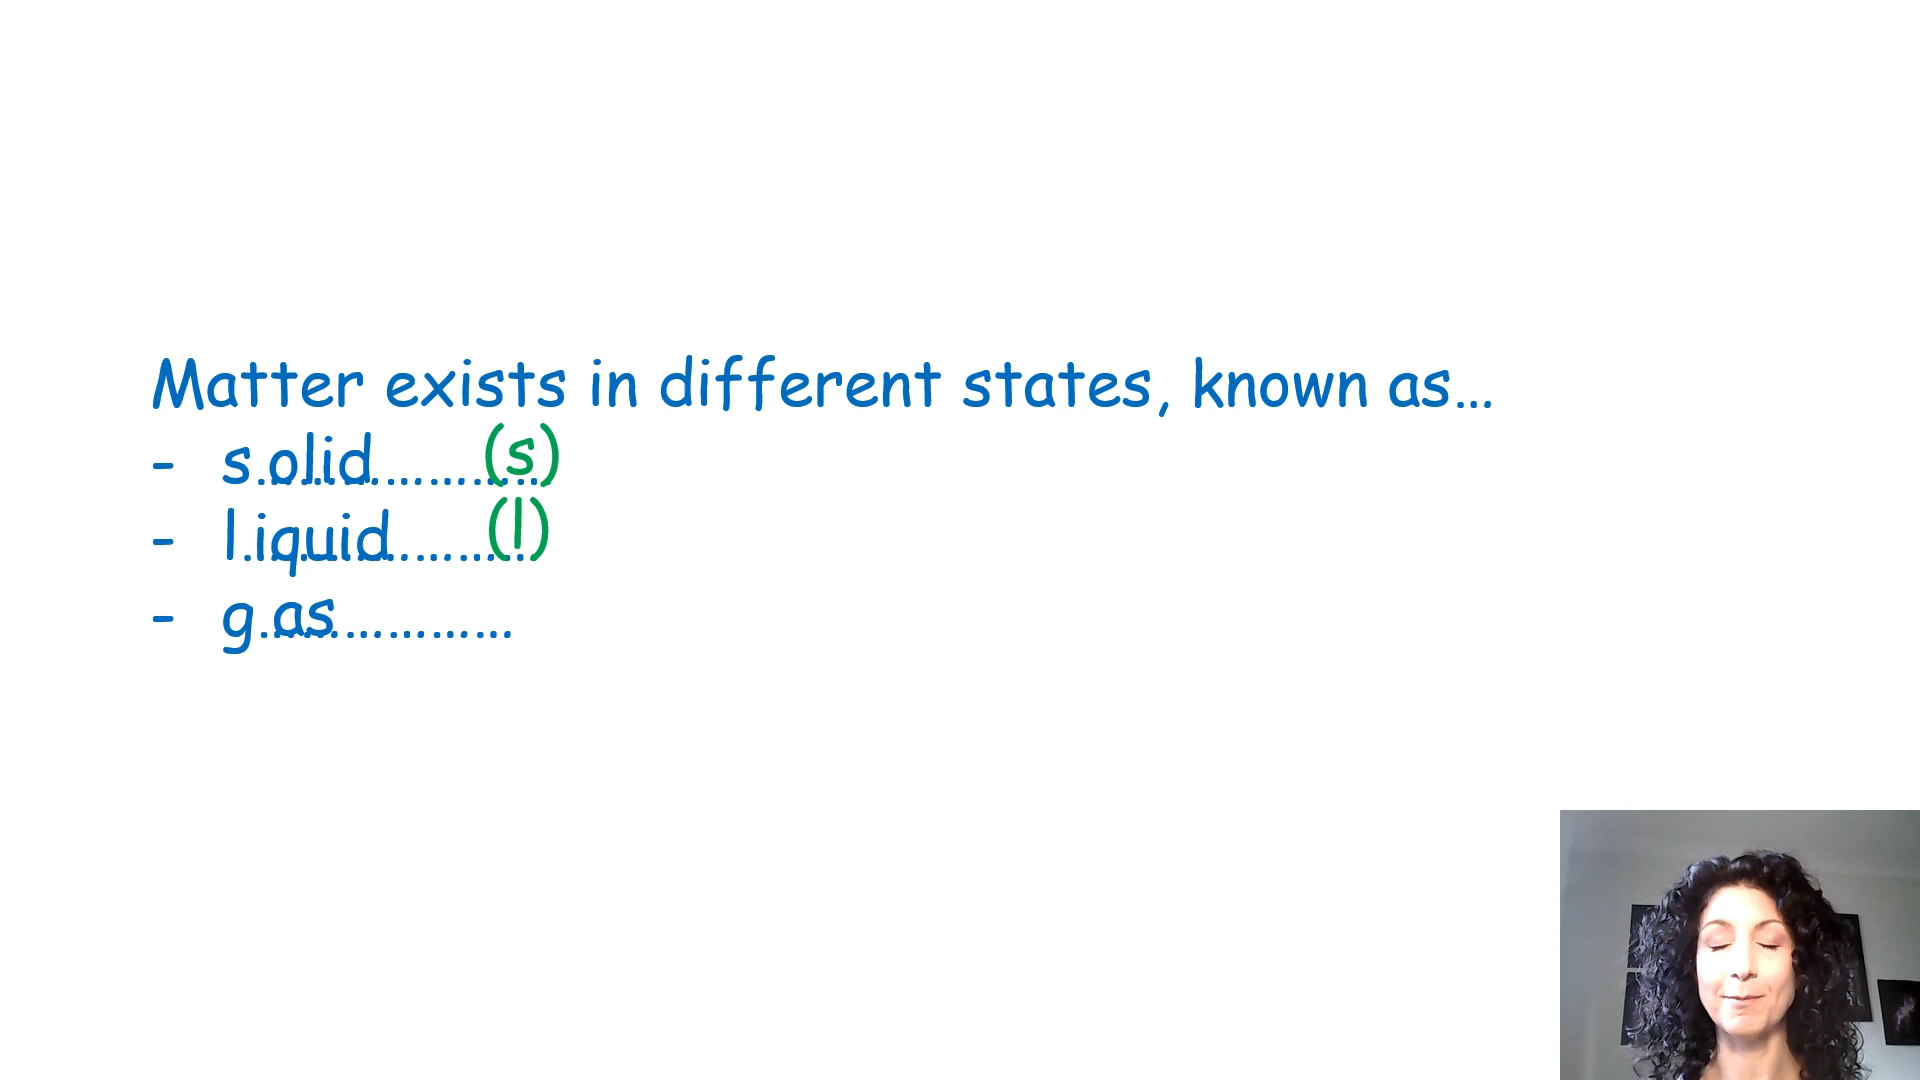 Matter exists in different states, known as…
- s.olid……………… (s)
- l.iquid……………… (l)
- g.as………………